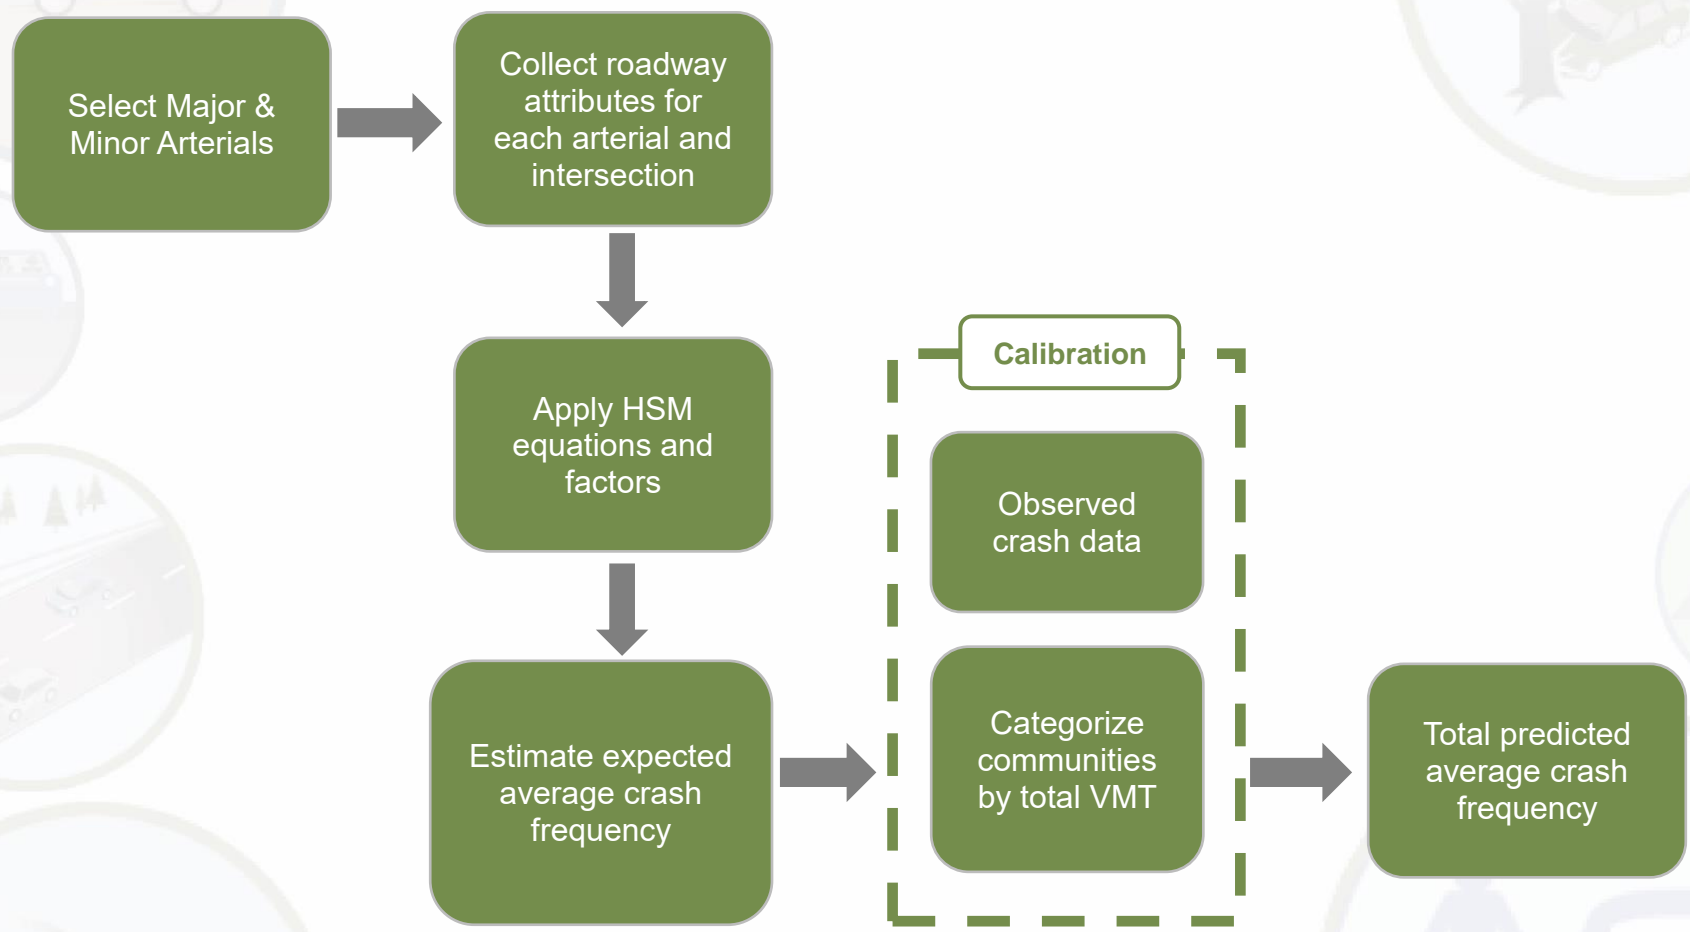 Select Major &
Minor Arterials
Collect roadway
attributes for
each arterial and
intersection
Apply HSM
equations and
factors
Estimate expected
average crash
frequency
Calibration
Observed
crash data
Categorize
communities
by total VMT
Total predicted
average crash
frequency